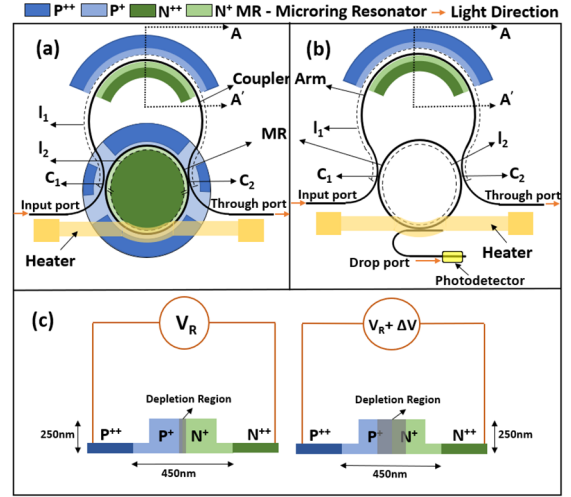 P++ P+ N++ N+ MR - Microring Resonator → Light Direction
(a)
A
Coupler Arm
A′
l1
l2
MR
C1
C2
Input port
Through port
Heater
(b)
A
A′
l1
l2
C1
C2
Input port
Through port
Heater
Drop port
Photodetector
(c)
VR
VR+ ΔV
Depletion Region
Depletion Region
250nm
P++
P+
N+
N++
450nm
P++
P+
N+
N++
250nm
450nm